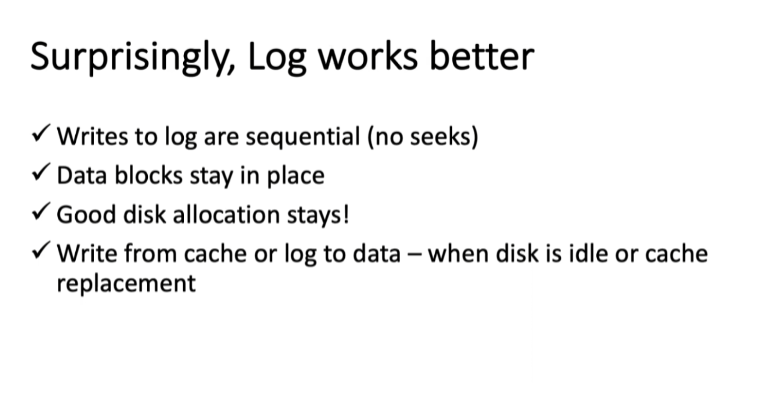 Surprisingly, Log works better
✓ Writes to log are sequential (no seeks)
✓ Data blocks stay in place
✓ Good disk allocation stays!
✓ Write from cache or log to data – when disk is idle or cache
replacement